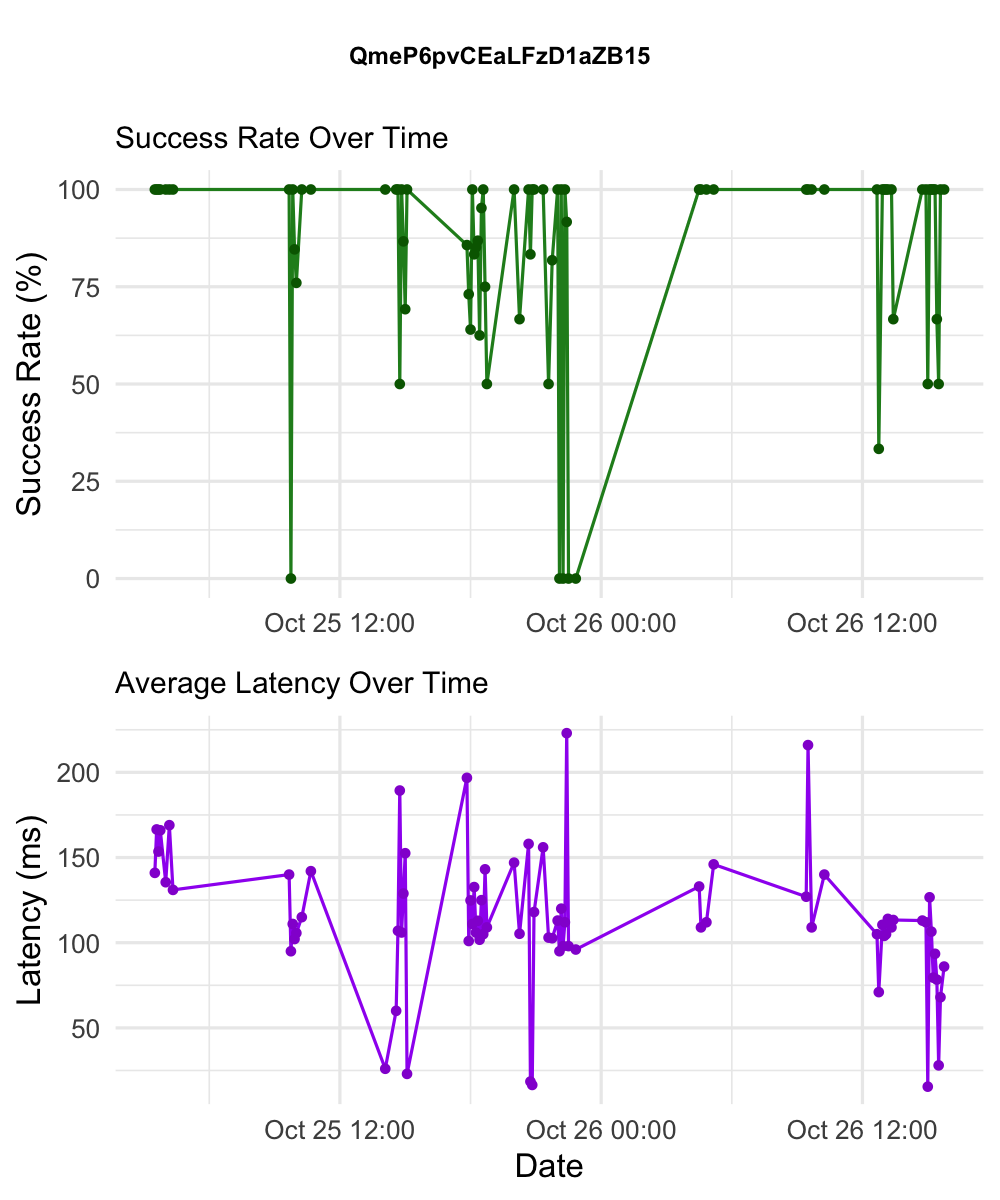 QmeP6pvCEaLFzD1aZB15
Success Rate Over Time
Success Rate (%)
100
75
50
25
0
Oct 25 12:00 Oct 26 00:00 Oct 26 12:00
Average Latency Over Time
Latency (ms)
200
150
100
50
Oct 25 12:00 Oct 26 00:00 Oct 26 12:00
Date